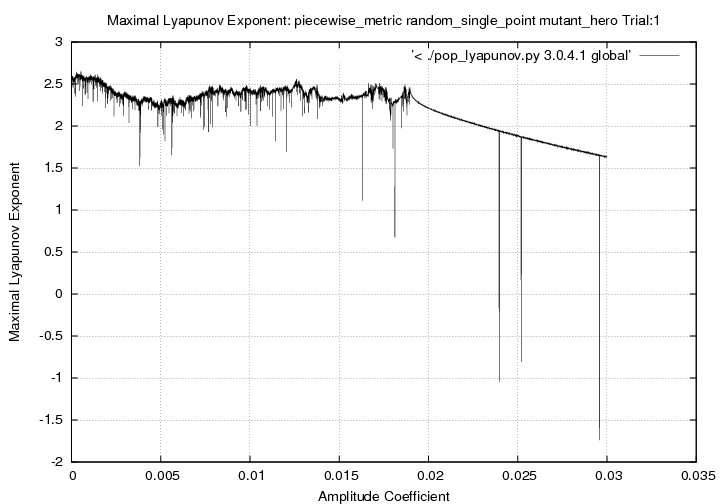 Maximal Lyapunov Exponent: piecewise_metric random_single_point mutant_hero Trial:1
'< ./pop_lyapunov.py 3.0.4.1 global'
Maximal Lyapunov Exponent
3
2.5
2
1.5
1
0.5
0
-0.5
-1
-1.5
-2
0 0.005 0.01 0.015 0.02 0.025 0.03 0.035
Amplitude Coefficient